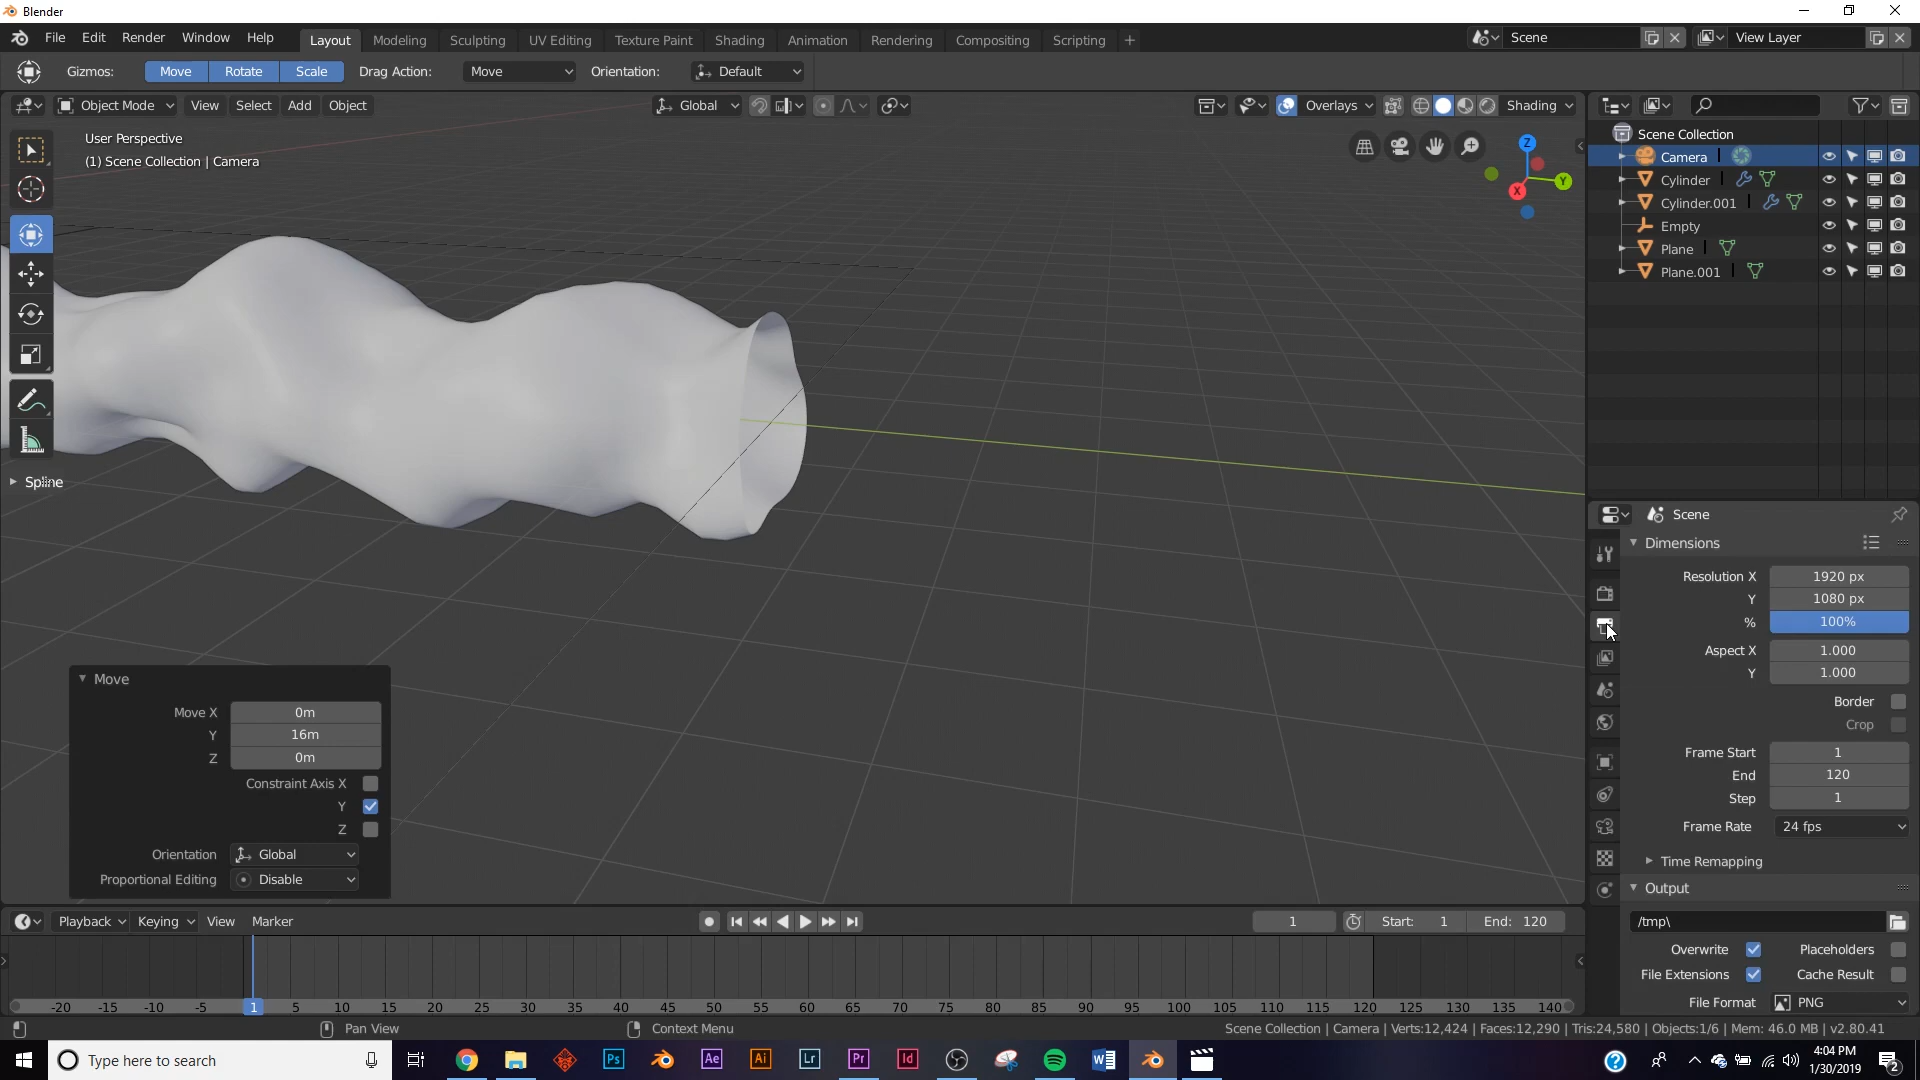 Blender
File Edit Render Window Help Layout Modeling Sculpting UV Editing Texture Paint Shading Animation Rendering Compositing Scripting + Scene View Layer
Gizmos: Move Rotate Scale Drag Action: Move Orientation: Default
Object Mode View Select Add Object Global Overlays Shading
User Perspective
(1) Scene Collection | Camera
Z
Y
X
Spline
Scene Collection
Camera
Cylinder
Cylinder.001
Empty
Plane
Plane.001
Scene
Dimensions
Resolution X 1920 px
Y 1080 px
% 100%
Aspect X 1.000
Y 1.000
Border
Crop
Frame Start 1
End 120
Step 1
Frame Rate 24 fps
Time Remapping
Output
/tmp\
Overwrite Placeholders
File Extensions Cache Result
File Format PNG
Move
Move X 0m
Y 16m
Z 0m
Constraint Axis X
Y
Z
Orientation Global
Proportional Editing Disable
Playback Keying View Marker 1 Start: 1 End: 120
-20 -15 -10 -5 1 5 10 15 20 25 30 35 40 45 50 55 60 65 70 75 80 85 90 95 100 105 110 115 120 125 130 135 140
Pan View Context Menu Scene Collection | Camera | Verts:12,424 | Faces:12,290 | Tris:24,580 | Objects:1/6 | Mem: 46.0 MB | v2.80.41
Type here to search Ps Ae Ai Lr Pr Id W ? 4:04 PM
1/30/2019
2